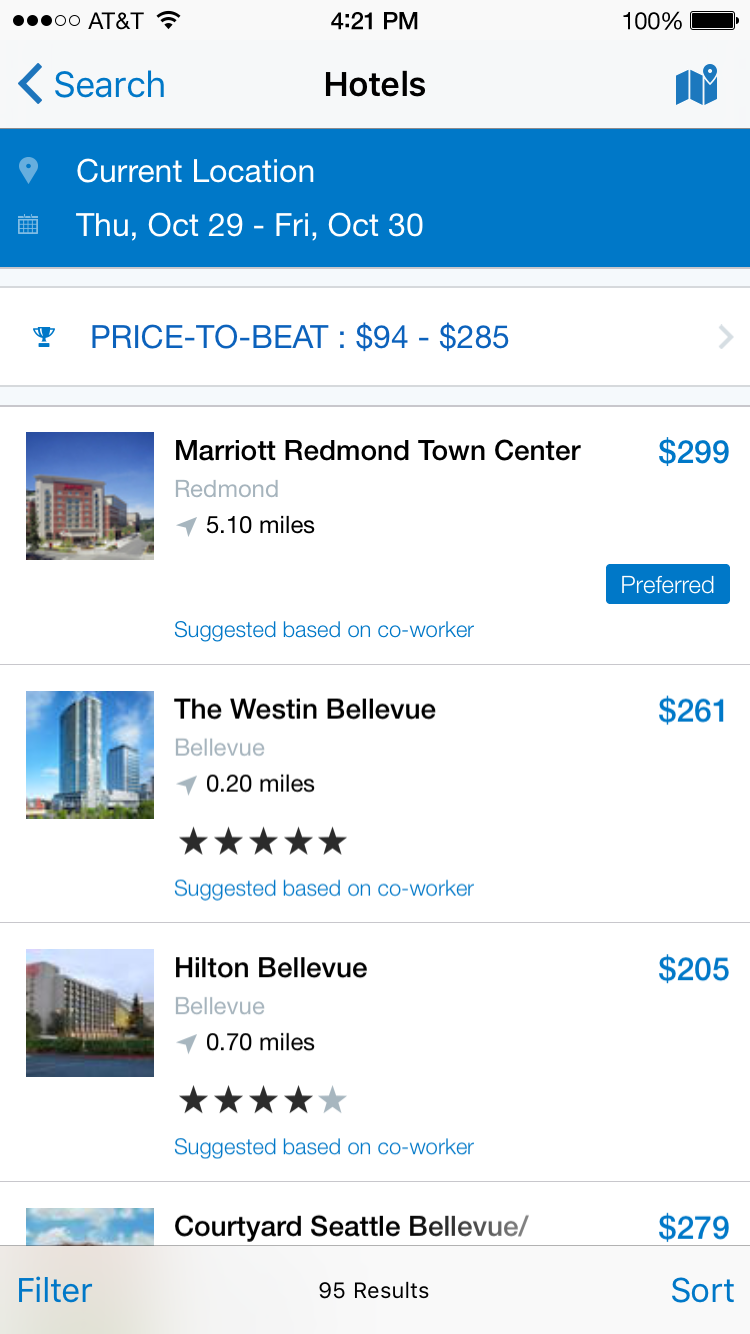 AT&T 4:21 PM 100%
Search Hotels
Current Location
Thu, Oct 29 - Fri, Oct 30
PRICE-TO-BEAT : $94 - $285
Marriott Redmond Town Center $299
Redmond
5.10 miles
Preferred
Suggested based on co-worker
The Westin Bellevue $261
Bellevue
0.20 miles
Suggested based on co-worker
Hilton Bellevue $205
Bellevue
0.70 miles
Suggested based on co-worker
Courtyard Seattle Bellevue/ $279
Filter 95 Results Sort